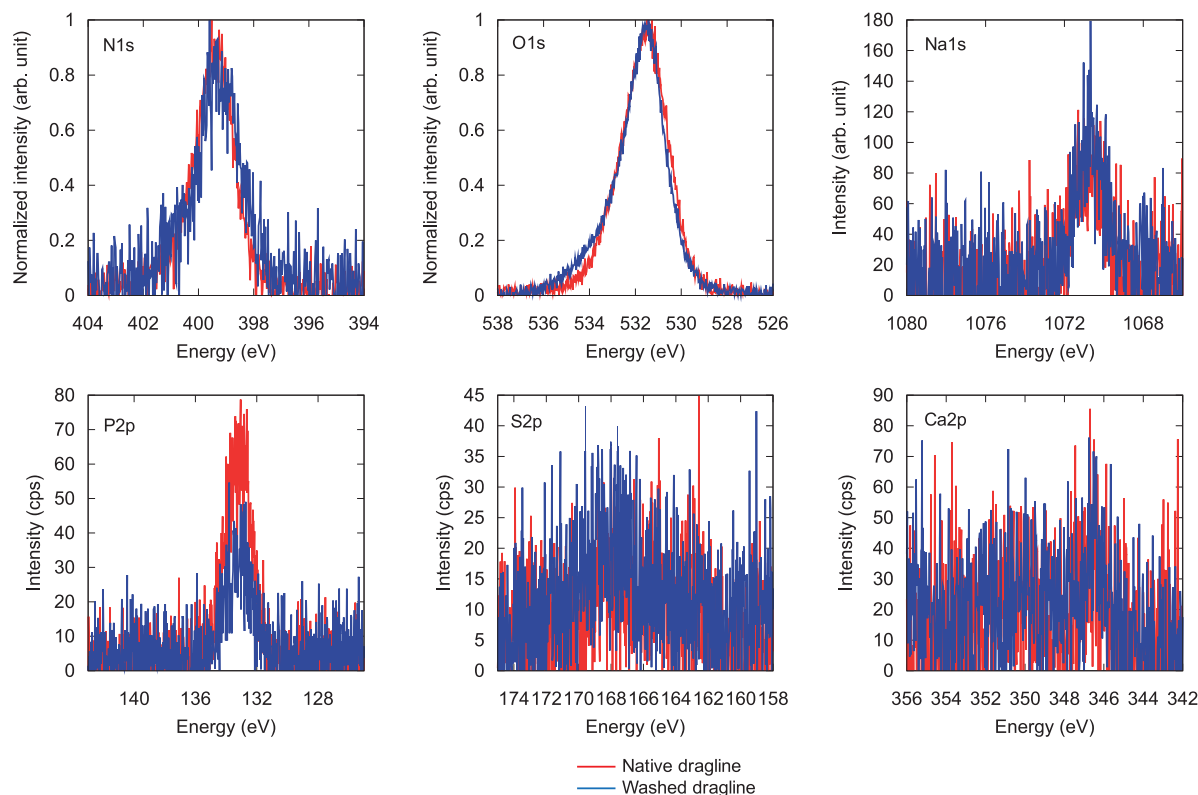 N1s
Normalized intensity (arb. unit)
1
0.8
0.6
0.4
0.2
0
404 402 400 398 396 394
Energy (eV)
O1s
Normalized intensity (arb. unit)
1
0.8
0.6
0.4
0.2
0
538 536 534 532 530 528 526
Energy (eV)
Na1s
Intensity (arb. unit)
180
160
140
120
100
80
60
40
20
0
1080 1076 1072 1068
Energy (eV)
P2p
Intensity (cps)
80
70
60
50
40
30
20
10
0
140 136 132 128
Energy (eV)
S2p
Intensity (cps)
45
40
35
30
25
20
15
10
5
0
174 172 170 168 166 164 162 160 158
Energy (eV)
Ca2p
Intensity (cps)
90
80
70
60
50
40
30
20
10
0
356 354 352 350 348 346 344 342
Energy (eV)
Native dragline
Washed dragline